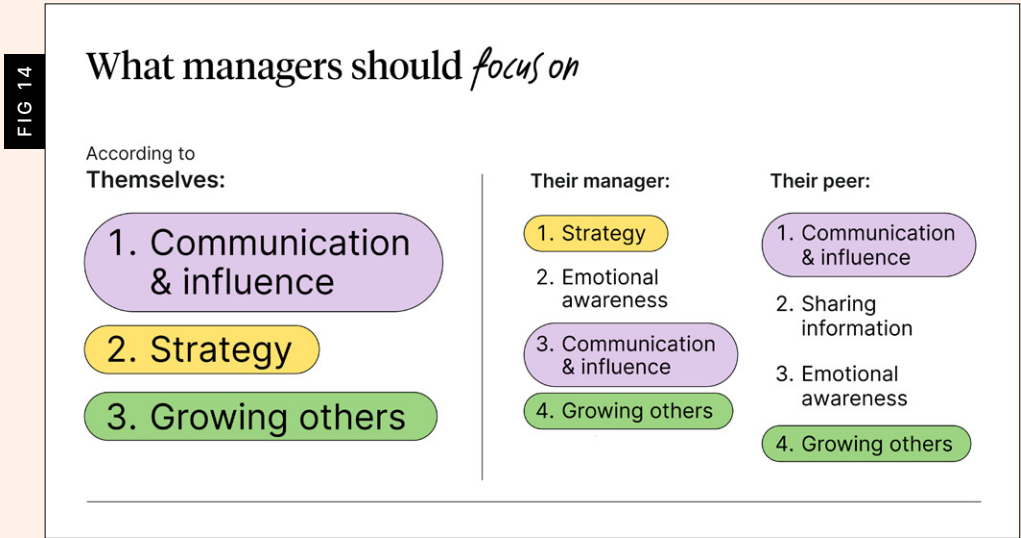 FIG 14
What managers should focus on
According to
Themselves:
1. Communication
& influence
2. Strategy
3. Growing others
Their manager:
1. Strategy
2. Emotional
awareness
3. Communication
& influence
4. Growing others
Their peer:
1. Communication
& influence
2. Sharing
information
3. Emotional
awareness
4. Growing others